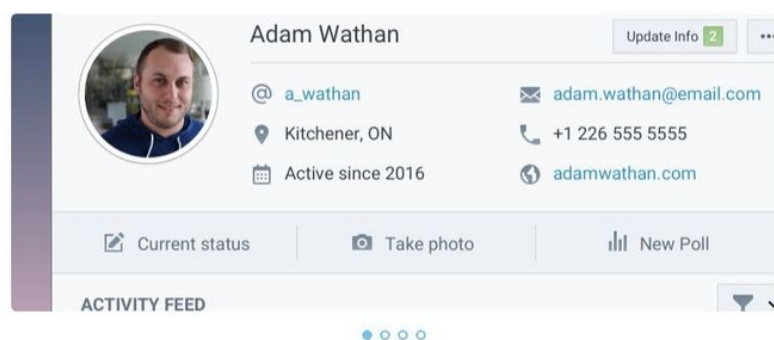 Adam Wathan
Update Info 2
a_wathan
adam.wathan@email.com
Kitchener, ON
+1 226 555 5555
Active since 2016
adamwathan.com
Current status
Take photo
New Poll
ACTIVITY FEED